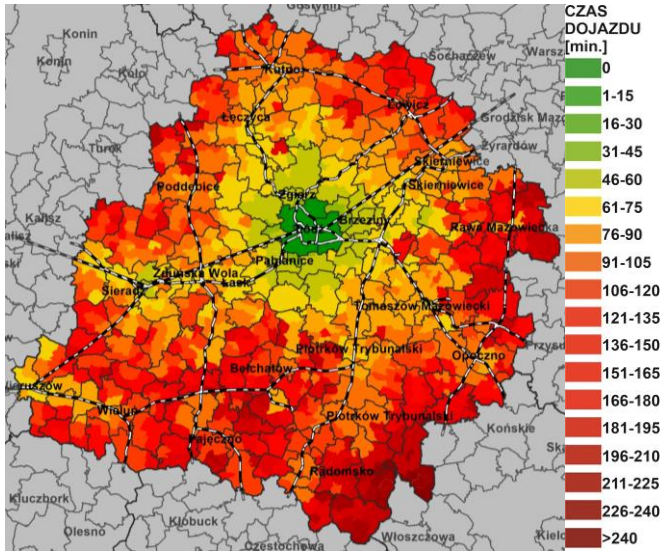 CZAS
DOJAZDU
[min.]
0
1-15
16-30
31-45
46-60
61-75
76-90
91-105
106-120
121-135
136-150
151-165
166-180
181-195
196-210
211-225
226-240
>240
Gostynin
Konin
Konin
Koło
Kutno
Sochaczew
Łowicz
Łęczyca
Grodzisk Maz
Turek
Żyrardów
Skierniewice
Skierniewice
Poddębice
Zgierz
Kalisz
Brzeziny
Rawa Mazowiecka
Pabianice
Zduńska Wola
Łask
Sieradz
Tomaszów Mazowiecki
Piotrków Trybunalski
Opoczno
Bełchatów
Wieluń
Piotrków Trybunalski
Pajęczno
Końskie
Radomsko
Kluczbork
Olesno
Kłobuck
Włoszczowa
Częstochowa